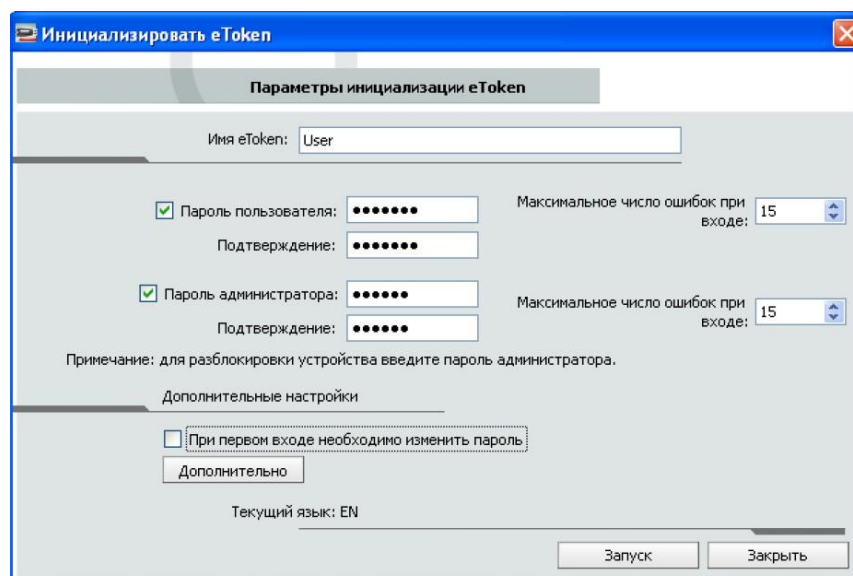 Инициализировать eToken
Параметры инициализации eToken
Имя eToken: User
Пароль пользователя: ●●●●●●●
Максимальное число ошибок при
входе: 15
Подтверждение: ●●●●●●●
Пароль администратора: ●●●●●●
Максимальное число ошибок при
входе: 15
Подтверждение: ●●●●●●
Примечание: для разблокировки устройства введите пароль администратора.
Дополнительные настройки
При первом входе необходимо изменить пароль
Дополнительно
Текущий язык: EN
Запуск Закрыть